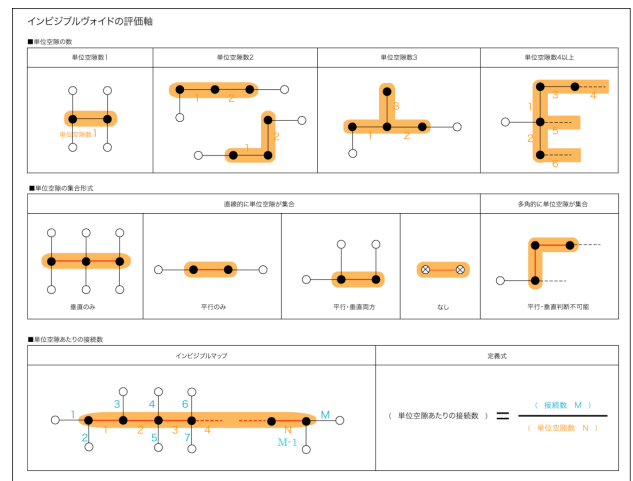 インビジブルヴォイドの評価軸
■単位空隙の数
単位空隙数1 単位空隙数2 単位空隙数3 単位空隙数4以上
単位空隙数1
1 2
1 2
1 2 3
1 2 3 4 5 6
■単位空隙の集合形式
直線的に単位空隙が集合 多角的に単位空隙が集合
垂直のみ 平行のみ 平行・垂直両方 なし 平行・垂直判断不可能
■単位空隙あたりの接続数
インビジブルマップ 定義式
3 4 6
1 M
1 2 3 4 N
2 5 7 M-1
( 単位空隙あたりの接続数 ) =
( 接続数 M )
( 単位空隙数 N )